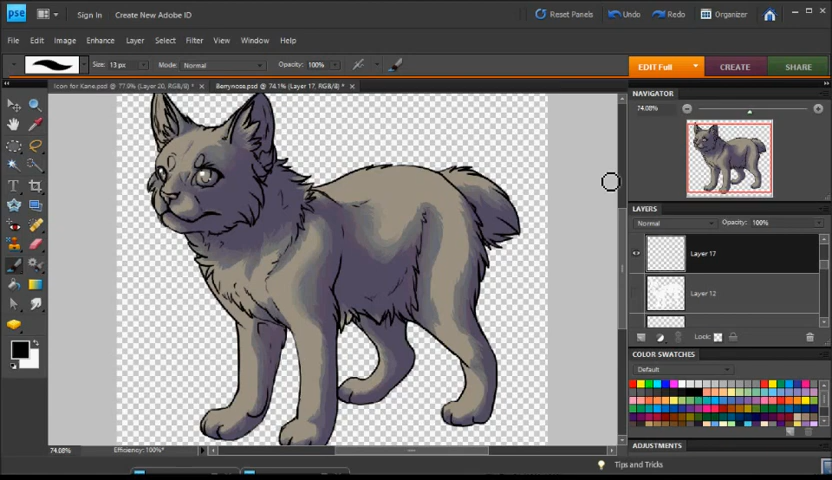 pse Sign In Create New Adobe ID Reset Panels Undo Redo Organizer
File Edit Image Enhance Layer Select Filter View Window Help
Size: 13 px Mode: Normal Opacity: 100% EDIT Full CREATE SHARE
Icon for Kane.psd @ 77.9% (Layer 20, RGB/8) × Berrynose.psd @ 74.1% (Layer 17, RGB/8) * ×
NAVIGATOR
74.08%
LAYERS
Normal Opacity: 100%
Layer 17
Layer 12
Lock:
COLOR SWATCHES
Default
ADJUSTMENTS
74.08% Efficiency: 100%*
Tips and Tricks